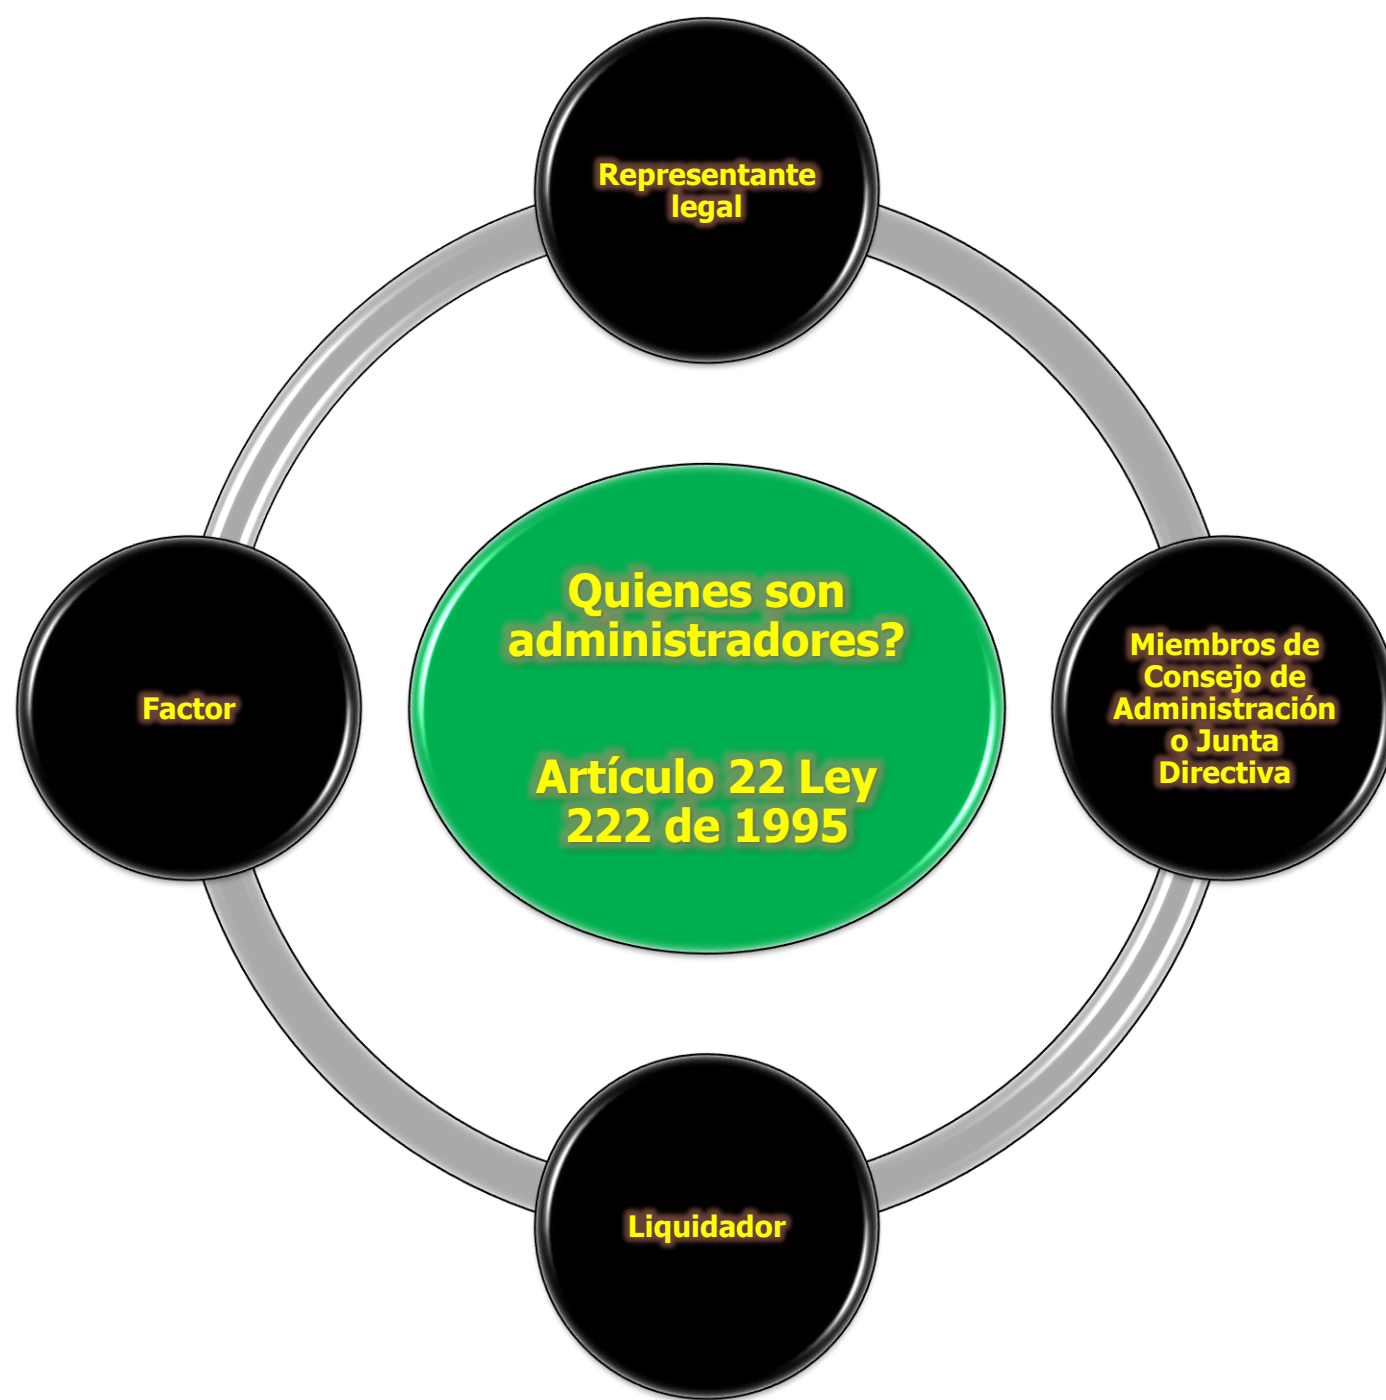 Representante
legal
Quienes son
administradores?
Artículo 22 Ley
222 de 1995
Miembros de
Consejo de
Administración
o Junta
Directiva
Liquidador
Factor